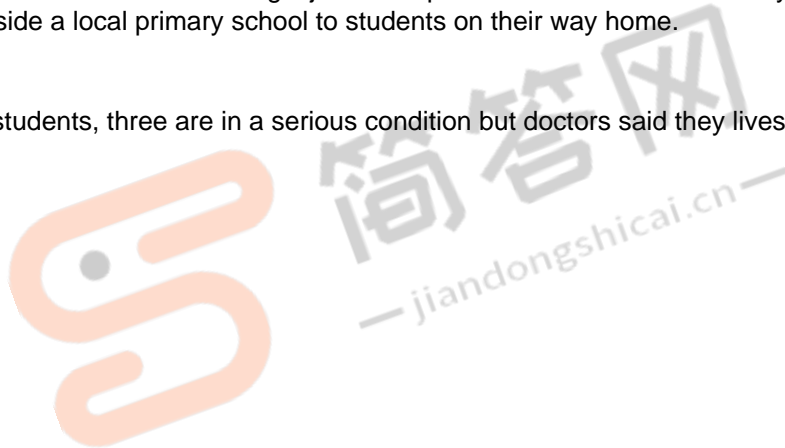 side a local primary school to students on their way home.
students, three are in a serious condition but doctors said they lives
简答网
jiandongshicai.cn